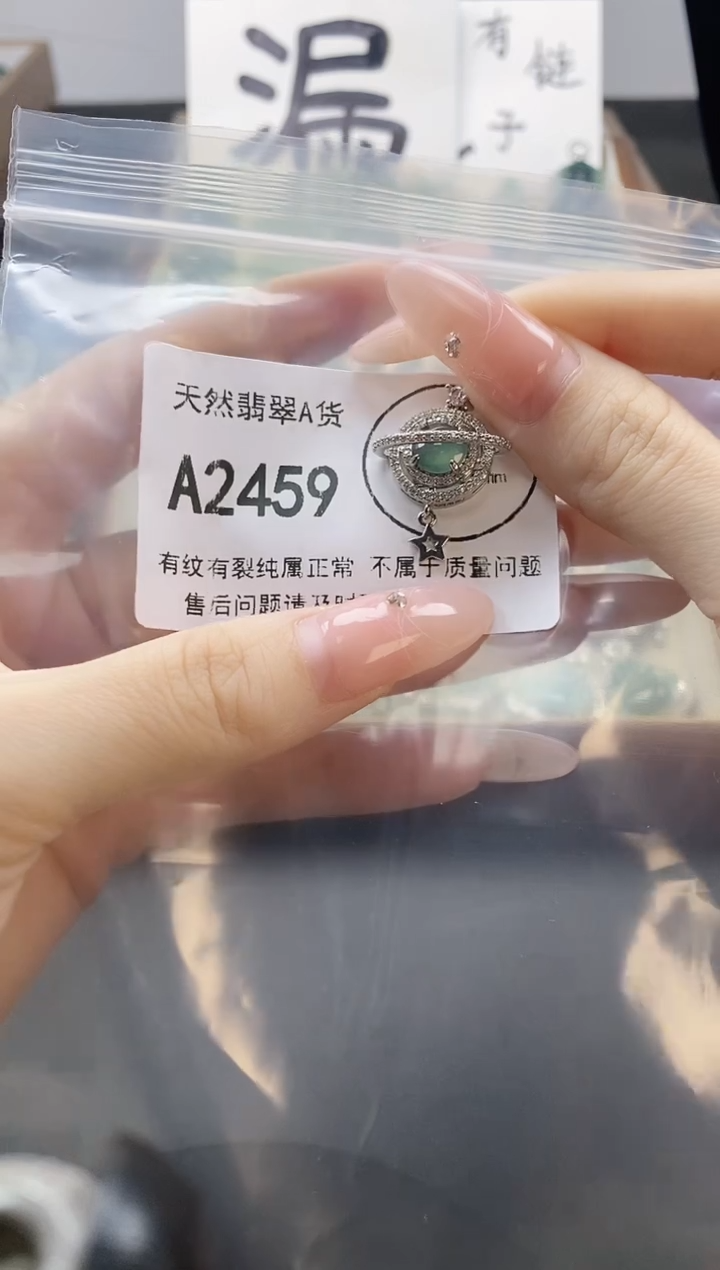 漏
有
链
子
天然翡翠A货
A2459
mm
有纹有裂纯属正常 不属于质量问题
售后问题请及时